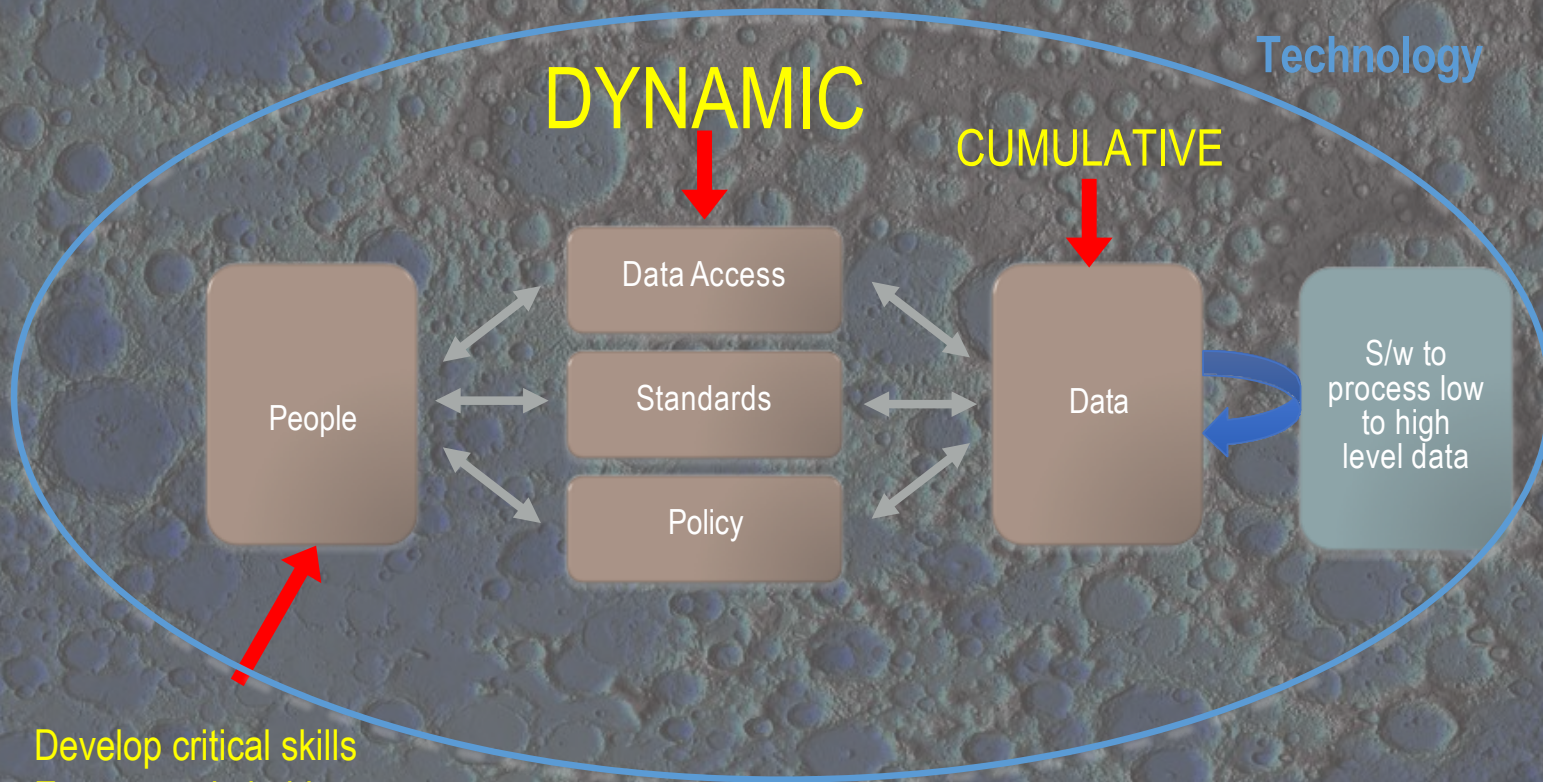 Technology
DYNAMIC
CUMULATIVE
Data Access
People
Standards
Data
S/w to
process low
to high
level data
Policy
Develop critical skills